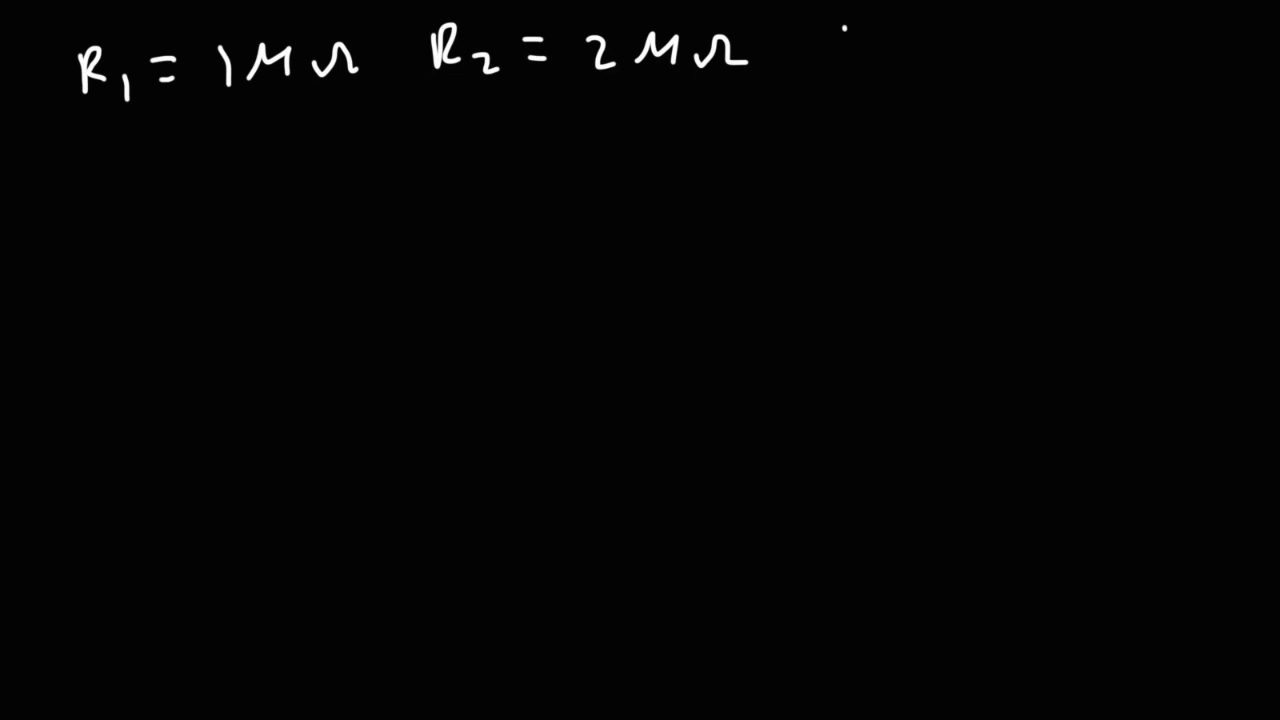 R₁ = 1 MΩ R₂ = 2 MΩ